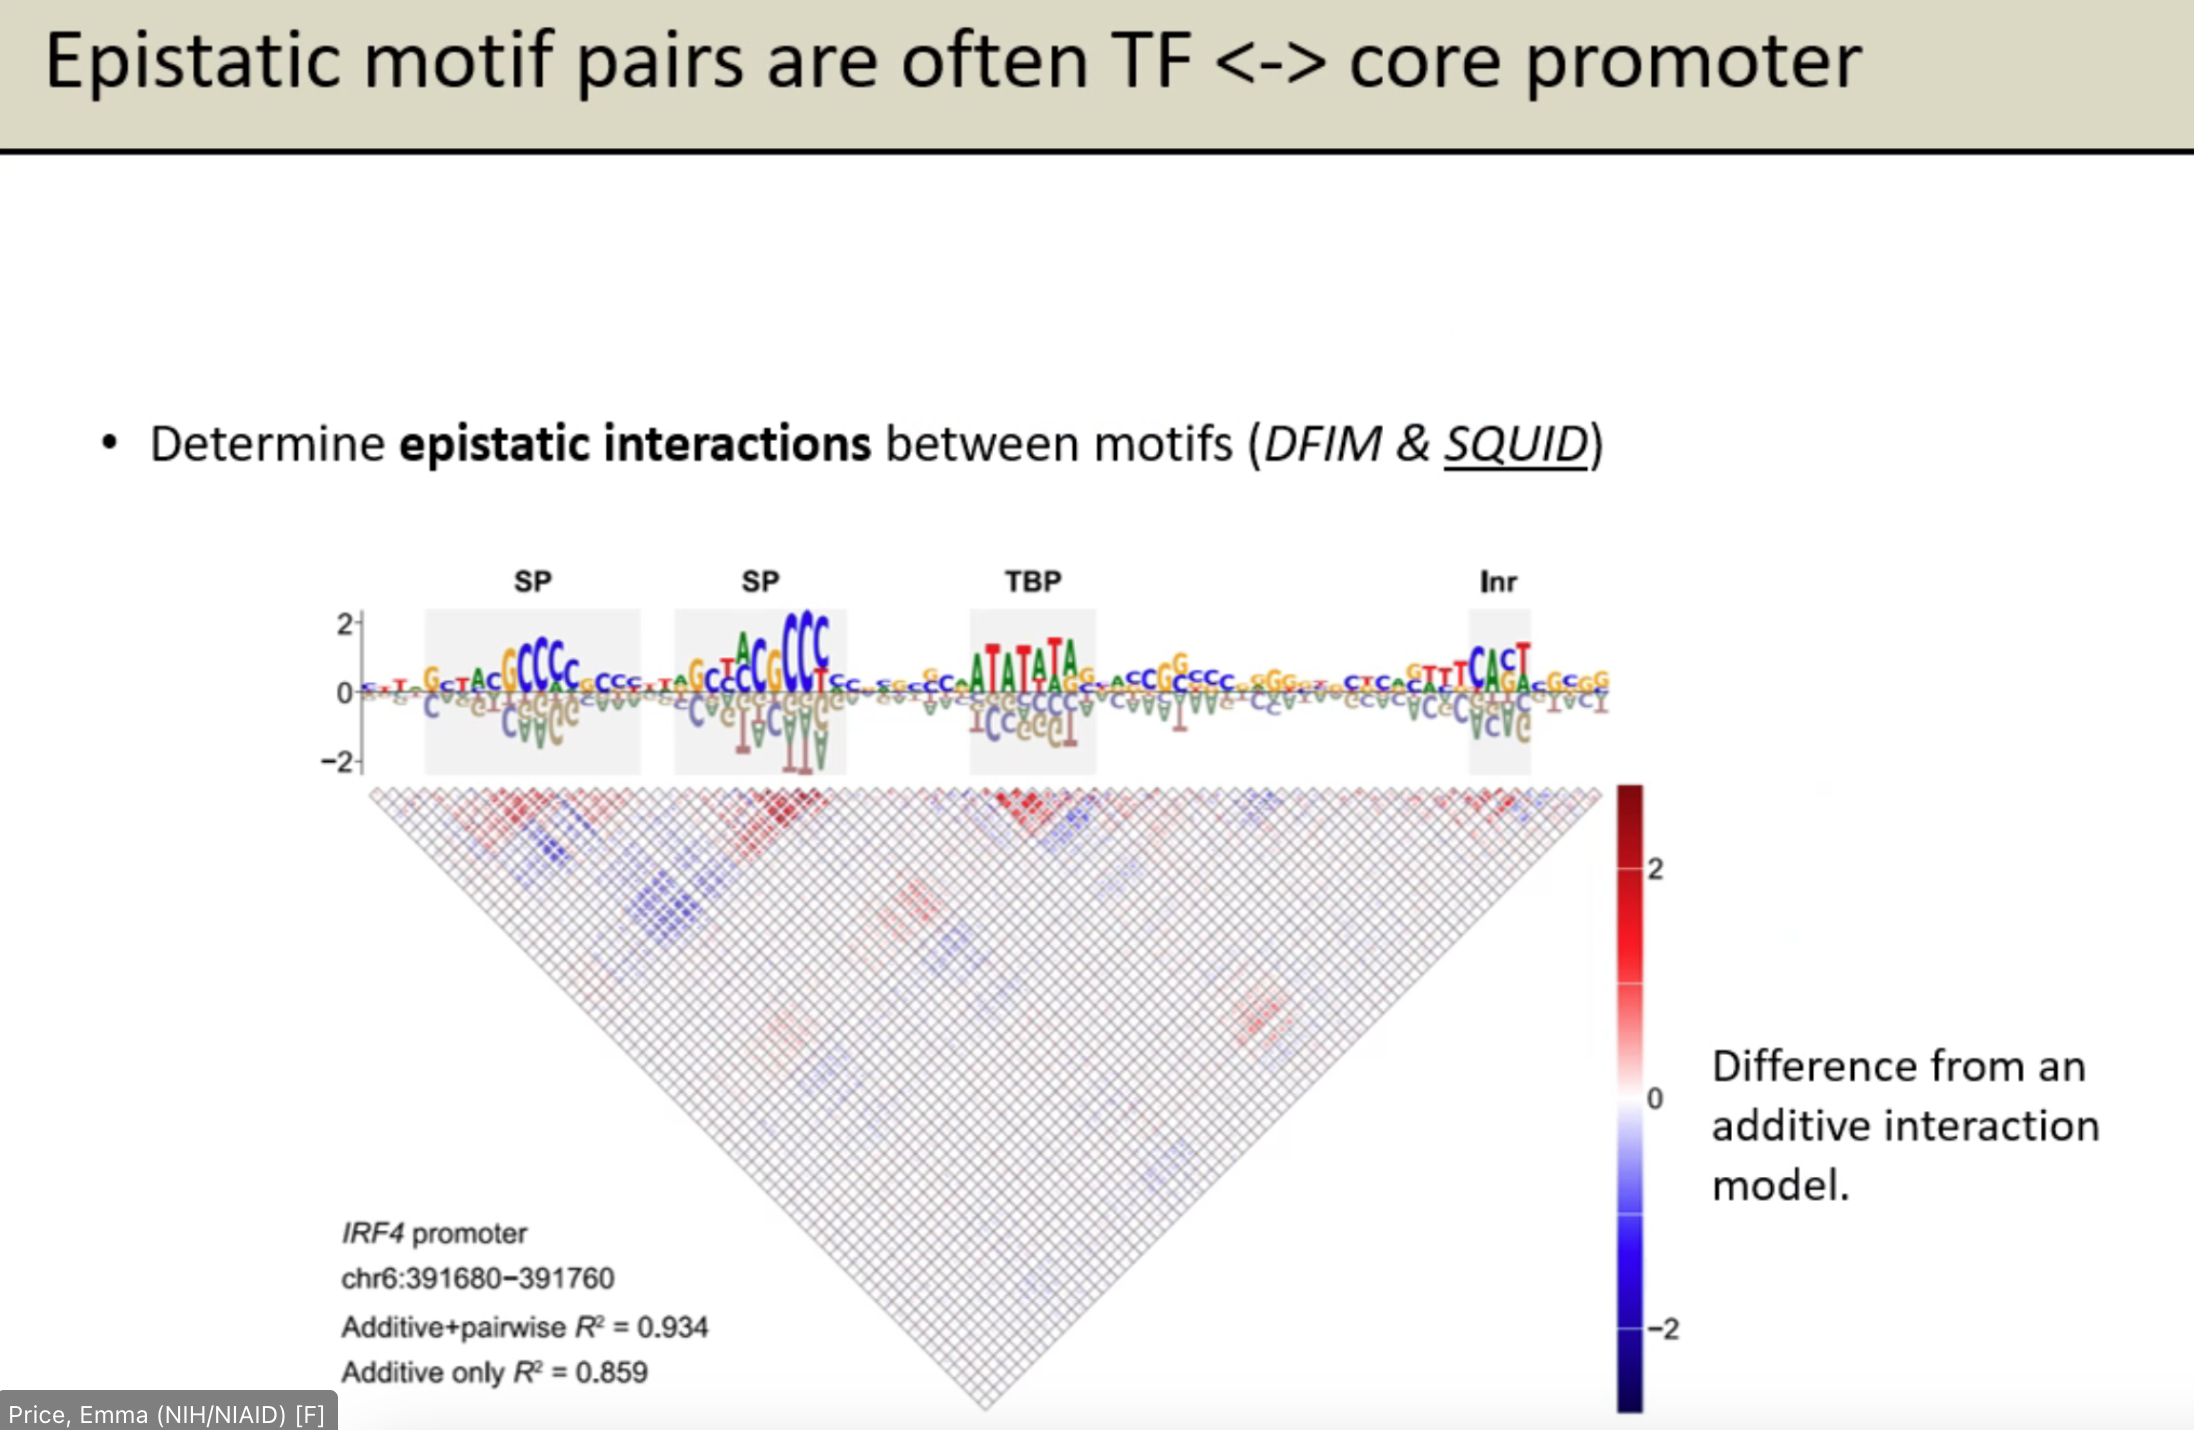 Epistatic motif pairs are often TF <-> core promoter
• Determine epistatic interactions between motifs (DFIM & SQUID)
SP SP TBP Inr
2
0
−2
2
0
−2
Difference from an
additive interaction
model.
IRF4 promoter
chr6:391680−391760
Additive+pairwise R² = 0.934
Additive only R² = 0.859
Price, Emma (NIH/NIAID) [F]